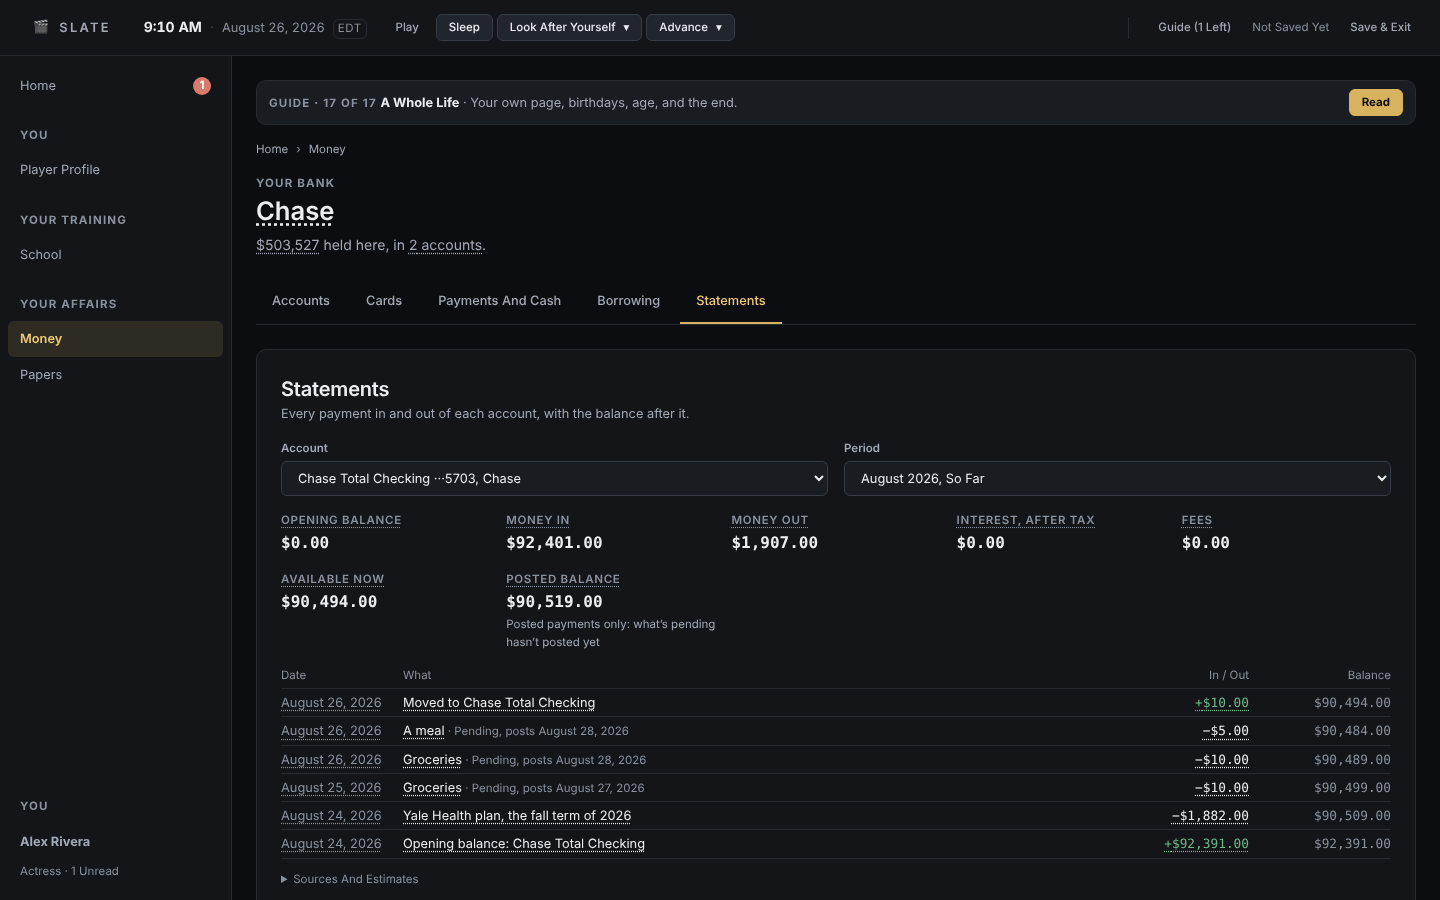 SLATE
9:10 AM · August 26, 2026 EDT
Play
Sleep
Look After Yourself ▾
Advance ▾
Guide (1 Left)
Not Saved Yet
Save & Exit
Home
1
YOU
Player Profile
YOUR TRAINING
School
YOUR AFFAIRS
Money
Papers
YOU
Alex Rivera
Actress · 1 Unread
GUIDE · 17 OF 17 A Whole Life · Your own page, birthdays, age, and the end.
Read
Home › Money
YOUR BANK
Chase
$503,527 held here, in 2 accounts.
Accounts
Cards
Payments And Cash
Borrowing
Statements
Statements
Every payment in and out of each account, with the balance after it.
Account
Period
Chase Total Checking ···5703, Chase
August 2026, So Far
OPENING BALANCE
$0.00
MONEY IN
$92,401.00
MONEY OUT
$1,907.00
INTEREST, AFTER TAX
$0.00
FEES
$0.00
AVAILABLE NOW
$90,494.00
POSTED BALANCE
$90,519.00
Posted payments only: what's pending
hasn't posted yet
Date What In / Out Balance
August 26, 2026 Moved to Chase Total Checking +$10.00 $90,494.00
August 26, 2026 A meal · Pending, posts August 28, 2026 −$5.00 $90,484.00
August 26, 2026 Groceries · Pending, posts August 28, 2026 −$10.00 $90,489.00
August 25, 2026 Groceries · Pending, posts August 27, 2026 −$10.00 $90,499.00
August 24, 2026 Yale Health plan, the fall term of 2026 −$1,882.00 $90,509.00
August 24, 2026 Opening balance: Chase Total Checking +$92,391.00 $92,391.00
▶ Sources And Estimates